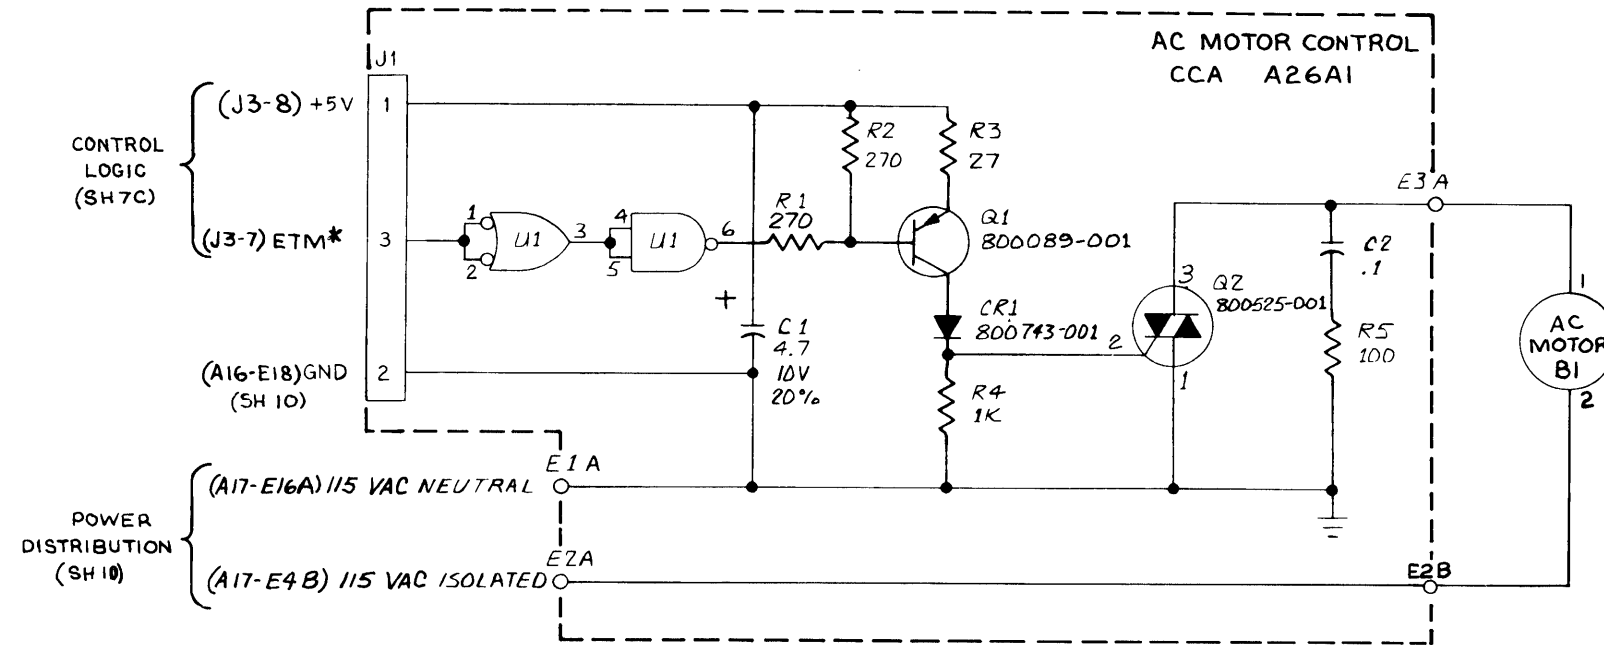 AC MOTOR CONTROL
CCA A26A1
J1
(J3-8) +5V
1
CONTROL
LOGIC
(SH7C)
R2
270
R3
27
E3A
R1
270
(J3-7) ETM*
3
1
2
U1
3
4
5
U1
6
Q1
800089-001
C2
.1
3
Q2
800525-001
1
+
C1
4.7
10V
20%
CR1
800743-001
2
R5
100
AC
MOTOR
B1
2
1
(A16-E18)GND
(SH 10)
2
R4
1K
E1A
(A17-E16A) 115 VAC NEUTRAL
POWER
DISTRIBUTION
(SH 10)
E2A
(A17-E4B) 115 VAC ISOLATED
E2B